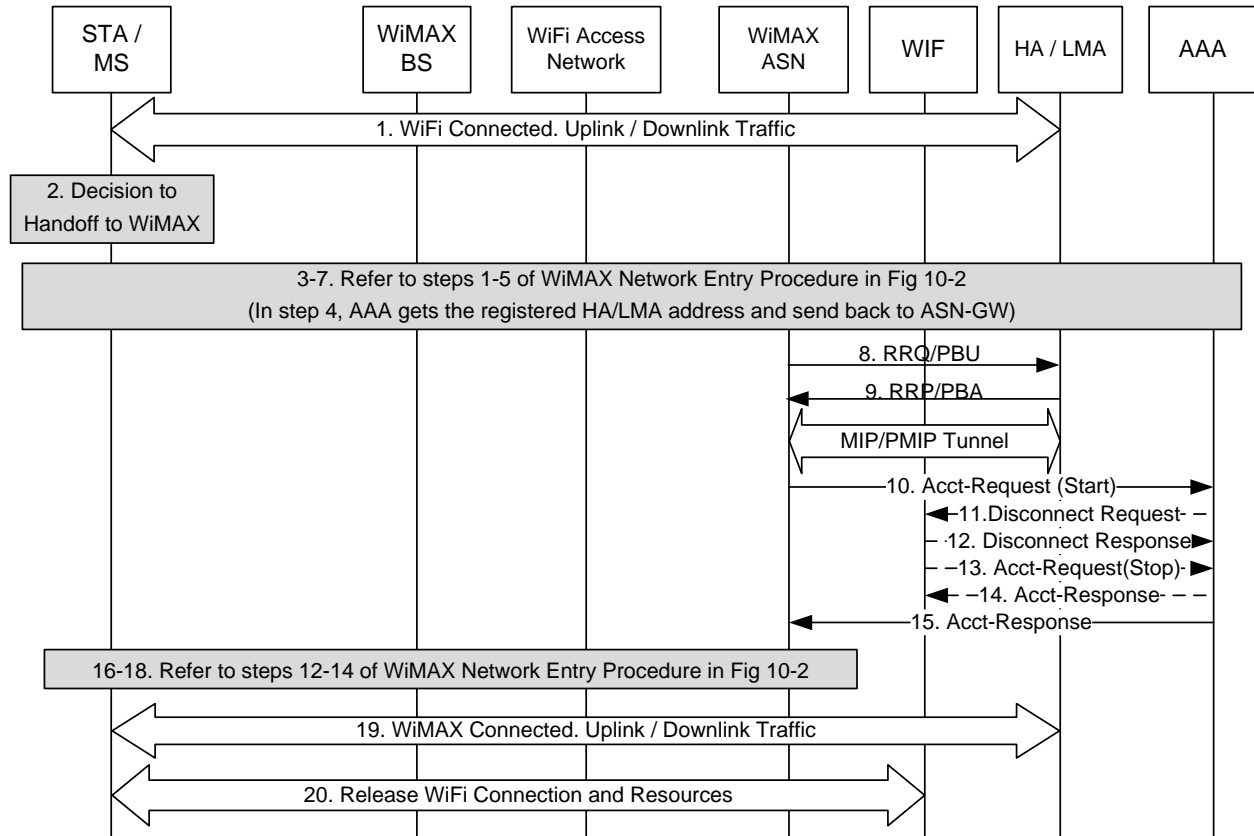 STA /
MS
WiMAX
BS
WiFi Access
Network
WiMAX
ASN
WIF
HA / LMA
AAA
1. WiFi Connected. Uplink / Downlink Traffic
2. Decision to
Handoff to WiMAX
3-7. Refer to steps 1-5 of WiMAX Network Entry Procedure in Fig 10-2
(In step 4, AAA gets the registered HA/LMA address and send back to ASN-GW)
8. RRQ/PBU
9. RRP/PBA
MIP/PMIP Tunnel
10. Acct-Request (Start)
11.Disconnect Request
12. Disconnect Response
13. Acct-Request(Stop)
14. Acct-Response
15. Acct-Response
16-18. Refer to steps 12-14 of WiMAX Network Entry Procedure in Fig 10-2
19. WiMAX Connected. Uplink / Downlink Traffic
20. Release WiFi Connection and Resources